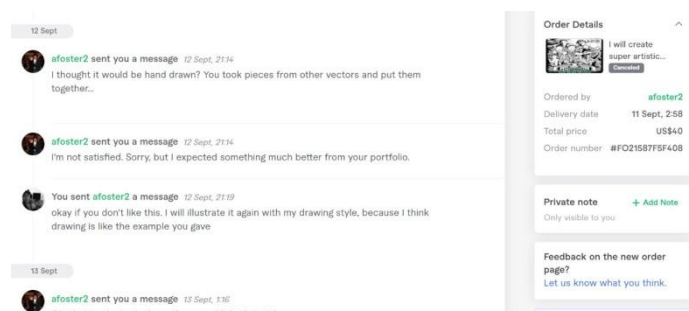 12 Sept
afoster2 sent you a message 12 Sept, 21:14
I thought it would be hand drawn? You took pieces from other vectors and put them
together...
afoster2 sent you a message 12 Sept, 21:14
I'm not satisfied. Sorry, but I expected something much better from your portfolio.
You sent afoster2 a message 12 Sept, 21:19
okay if you don't like this. I will illustrate it again with my drawing style, because I think
drawing is like the example you gave
13 Sept
afoster2 sent you a message 13 Sept, 1:16
Order Details
I will create
super artistic...
Canceled
Ordered by afoster2
Delivery date 11 Sept, 2:58
Total price US$40
Order number #FO21587F5F408
Private note + Add Note
Only visible to you
Feedback on the new order
page?
Let us know what you think.